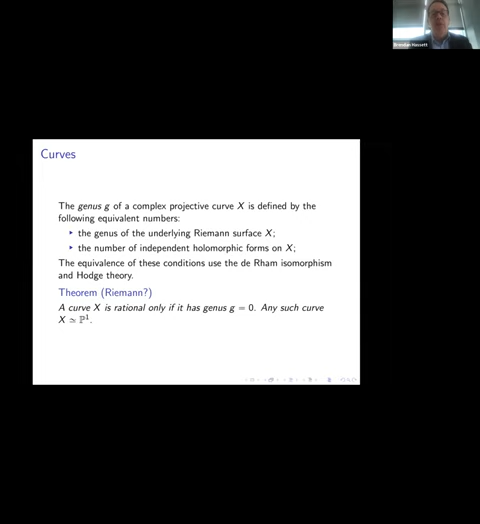 Brendan Hassett
Curves
The genus g of a complex projective curve X is defined by the
following equivalent numbers:
▸ the genus of the underlying Riemann surface X;
▸ the number of independent holomorphic forms on X;
The equivalence of these conditions use the de Rham isomorphism
and Hodge theory.
Theorem (Riemann?)
A curve X is rational only if it has genus g = 0. Any such curve
X ≃ ℙ¹.